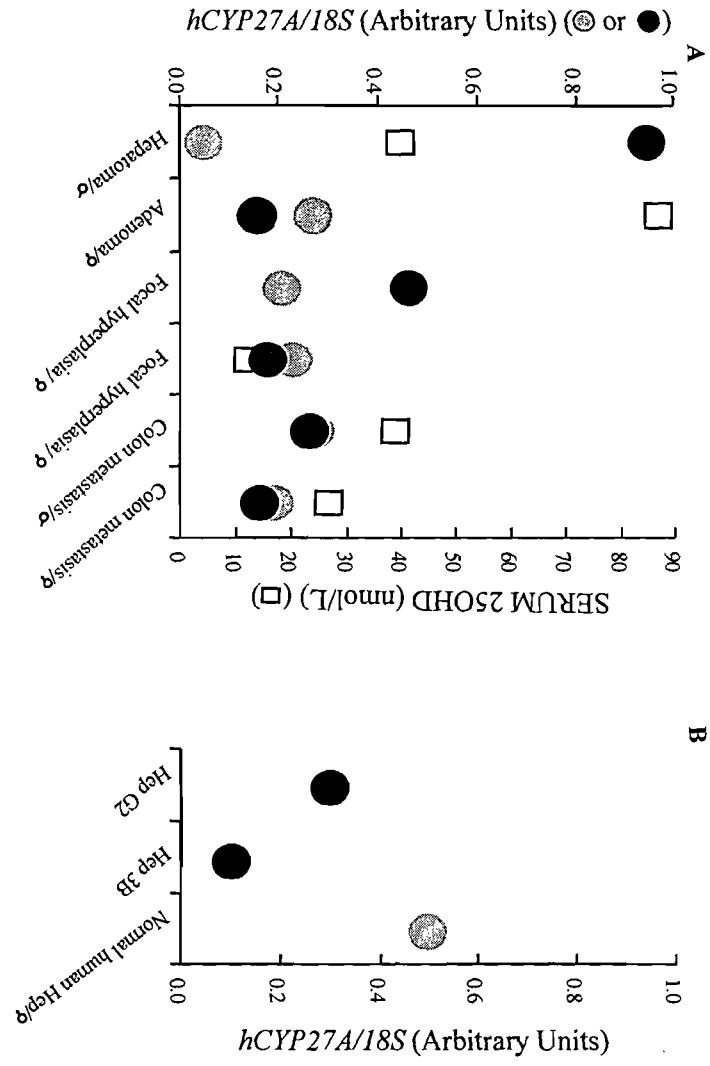 A
hCYP27A/18S (Arbitrary Units) (● or ●)
0.0
0.2
0.4
0.6
0.8
1.0
Hepatoma/♂
Adenoma/♀
Focal hyperplasia/♀
Focal hyperplasia/♀
Colon metastasis/♂
Colon metastasis/♀
0
10
20
30
40
50
60
70
80
90
SERUM 25OHD (nmol/L) (□)
B
Hep G2
Hep 3B
Normal human Hep/♀
0.0
0.2
0.4
0.6
0.8
1.0
hCYP27A/18S (Arbitrary Units)